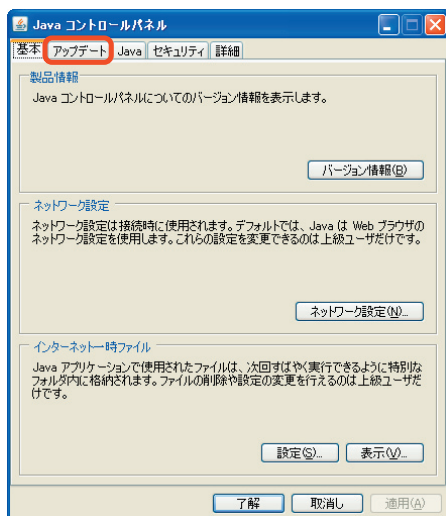 Java コントロールパネル
基本 アップデート Java セキュリティ 詳細
製品情報
Java コントロールパネルについてのバージョン情報を表示します。
バージョン情報(B)
ネットワーク設定
ネットワーク設定は接続時に使用されます。デフォルトでは、Java は Web ブラウザの
ネットワーク設定を使用します。これらの設定を変更できるのは上級ユーザだけです。
ネットワーク設定(N)...
インターネット一時ファイル
Java アプリケーションで使用されたファイルは、次回すばやく実行できるように特別な
フォルダ内に格納されます。ファイルの削除や設定の変更を行えるのは上級ユーザだ
けです。
設定(S)... 表示(V)...
了解 取消し 適用(A)